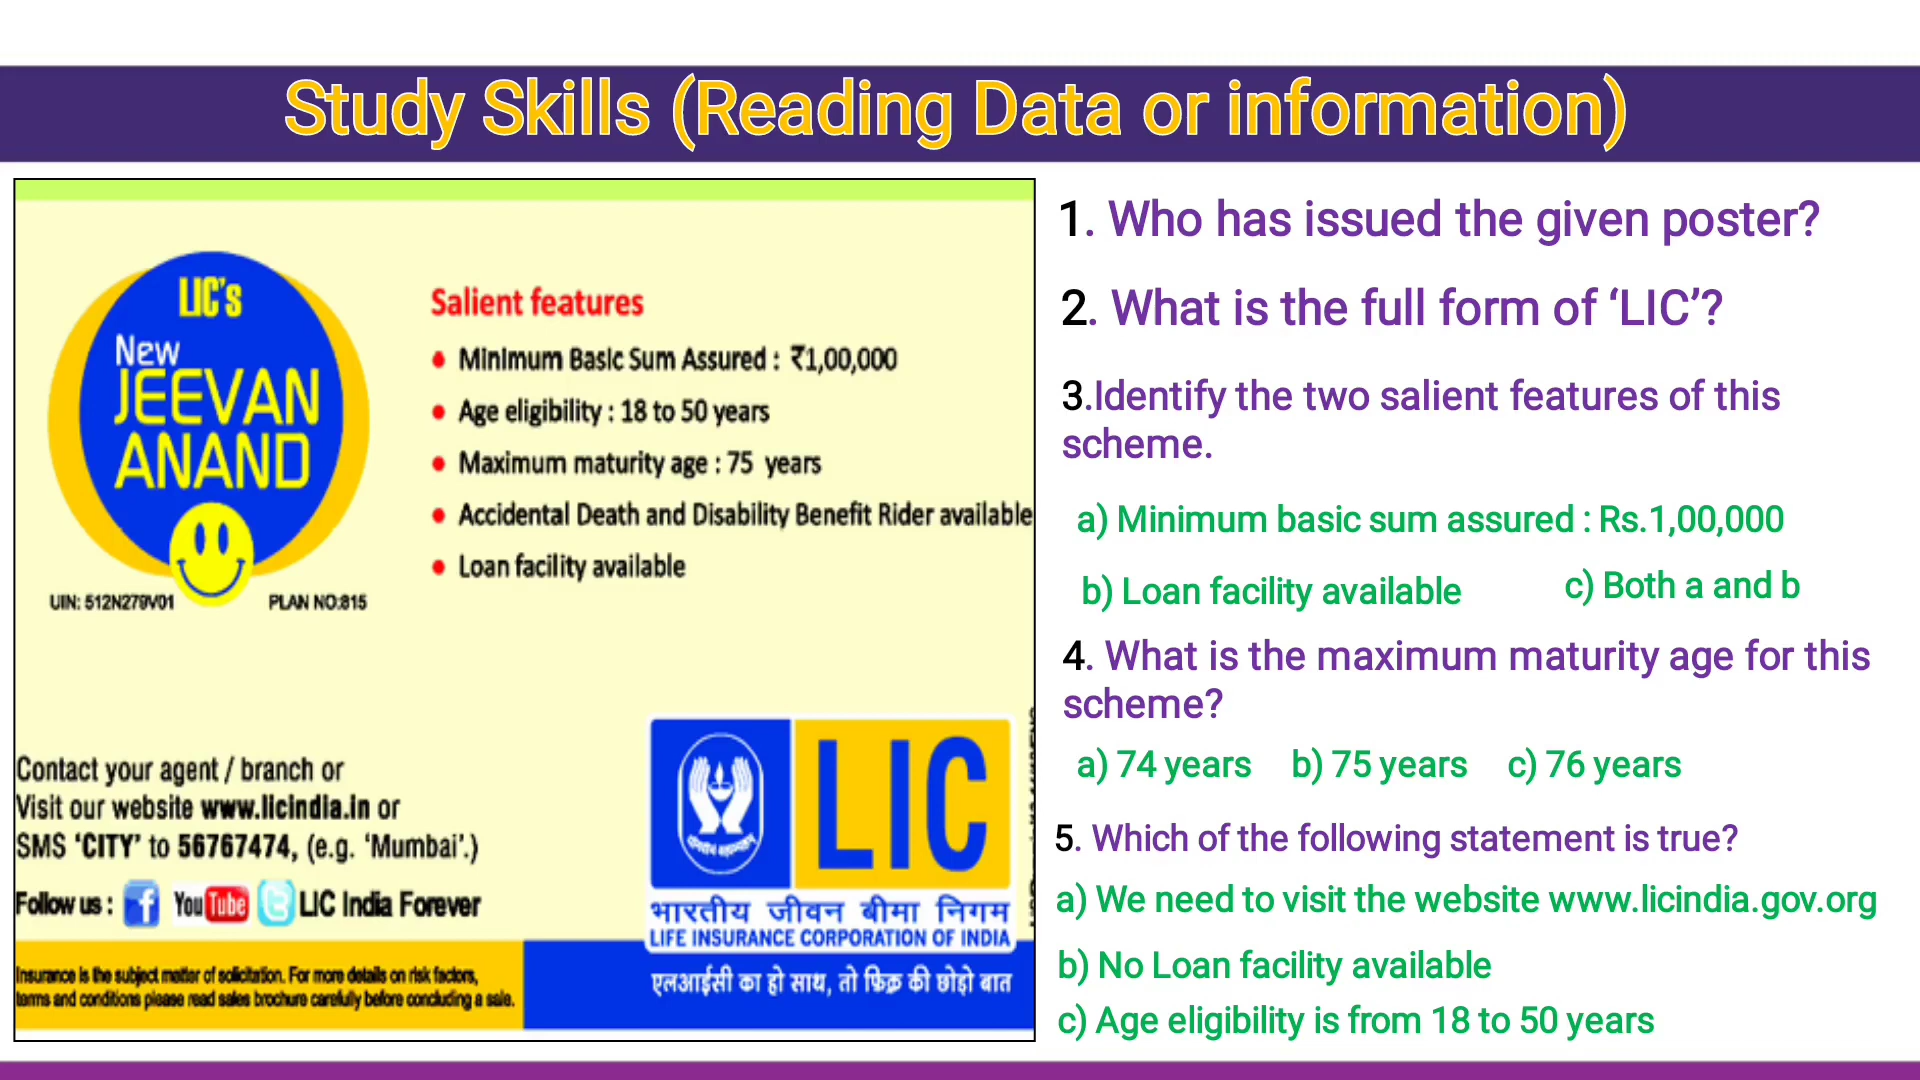 Study Skills (Reading Data or information)
LIC's
New
JEEVAN
ANAND
UIN: 512N279V01 PLAN NO:815
Salient features
• Minimum Basic Sum Assured : ₹1,00,000
• Age eligibility : 18 to 50 years
• Maximum maturity age : 75 years
• Accidental Death and Disability Benefit Rider available
• Loan facility available
Contact your agent / branch or
Visit our website www.licindia.in or
SMS 'CITY' to 56767474, (e.g. 'Mumbai'.)
Follow us : f You Tube t LIC India Forever
LIC
भारतीय जीवन बीमा निगम
LIFE INSURANCE CORPORATION OF INDIA
Insurance is the subject matter of solicitation. For more details on risk factors,
terms and conditions please read sales brochure carefully before concluding a sale.
एलआईसी का हो साथ, तो फ़िक्र की छोड़ो बात
1. Who has issued the given poster?
2. What is the full form of ‘LIC’?
3.Identify the two salient features of this
scheme.
a) Minimum basic sum assured : Rs.1,00,000
b) Loan facility available c) Both a and b
4. What is the maximum maturity age for this
scheme?
a) 74 years b) 75 years c) 76 years
5. Which of the following statement is true?
a) We need to visit the website www.licindia.gov.org
b) No Loan facility available
c) Age eligibility is from 18 to 50 years